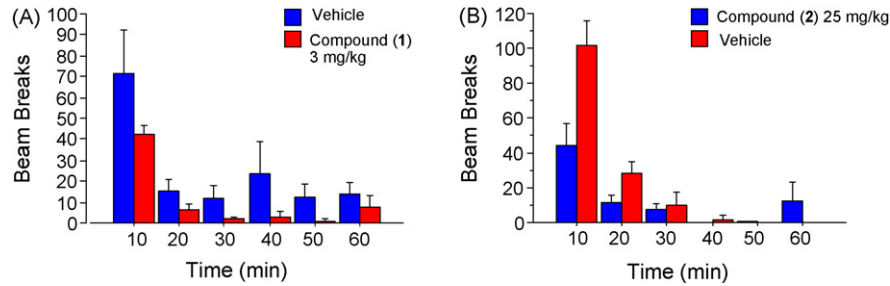 (A)
Vehicle
Compound (1)
3 mg/kg
Beam Breaks
100
90
80
70
60
50
40
30
20
10
0
10 20 30 40 50 60
Time (min)
(B)
Compound (2) 25 mg/kg
Vehicle
Beam Breaks
120
100
80
60
40
20
0
10 20 30 40 50 60
Time (min)